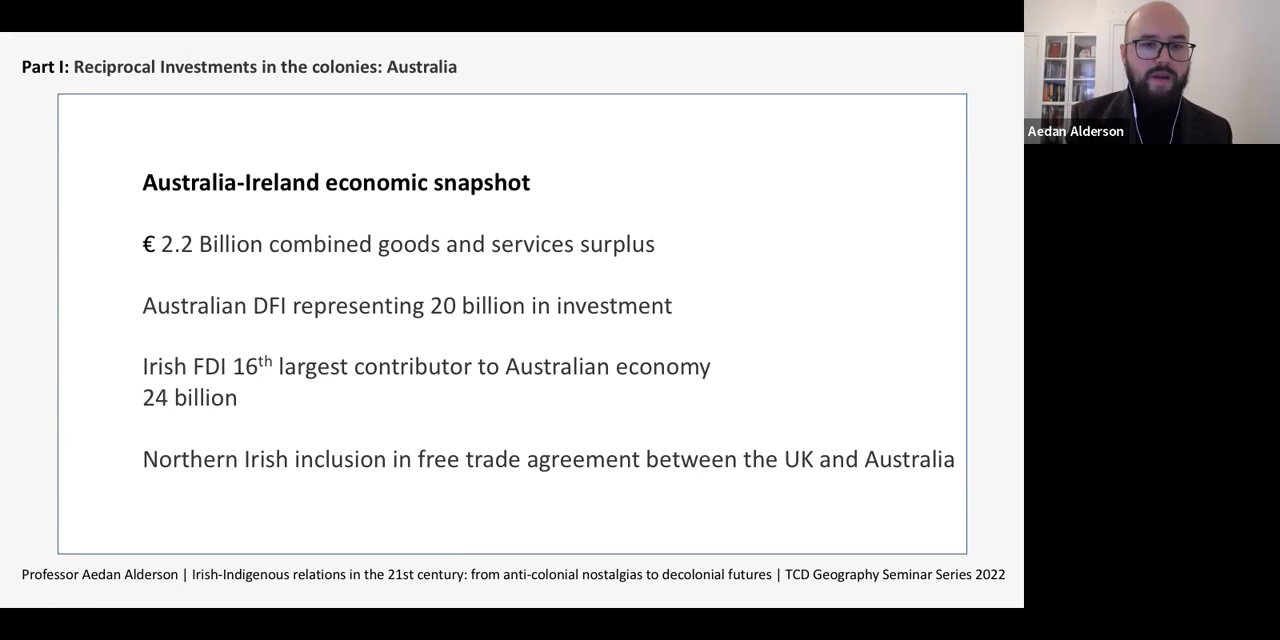 Part I: Reciprocal Investments in the colonies: Australia
Aedan Alderson
Australia-Ireland economic snapshot
€ 2.2 Billion combined goods and services surplus
Australian DFI representing 20 billion in investment
Irish FDI 16th largest contributor to Australian economy
24 billion
Northern Irish inclusion in free trade agreement between the UK and Australia
Professor Aedan Alderson | Irish-Indigenous relations in the 21st century: from anti-colonial nostalgias to decolonial futures | TCD Geography Seminar Series 2022